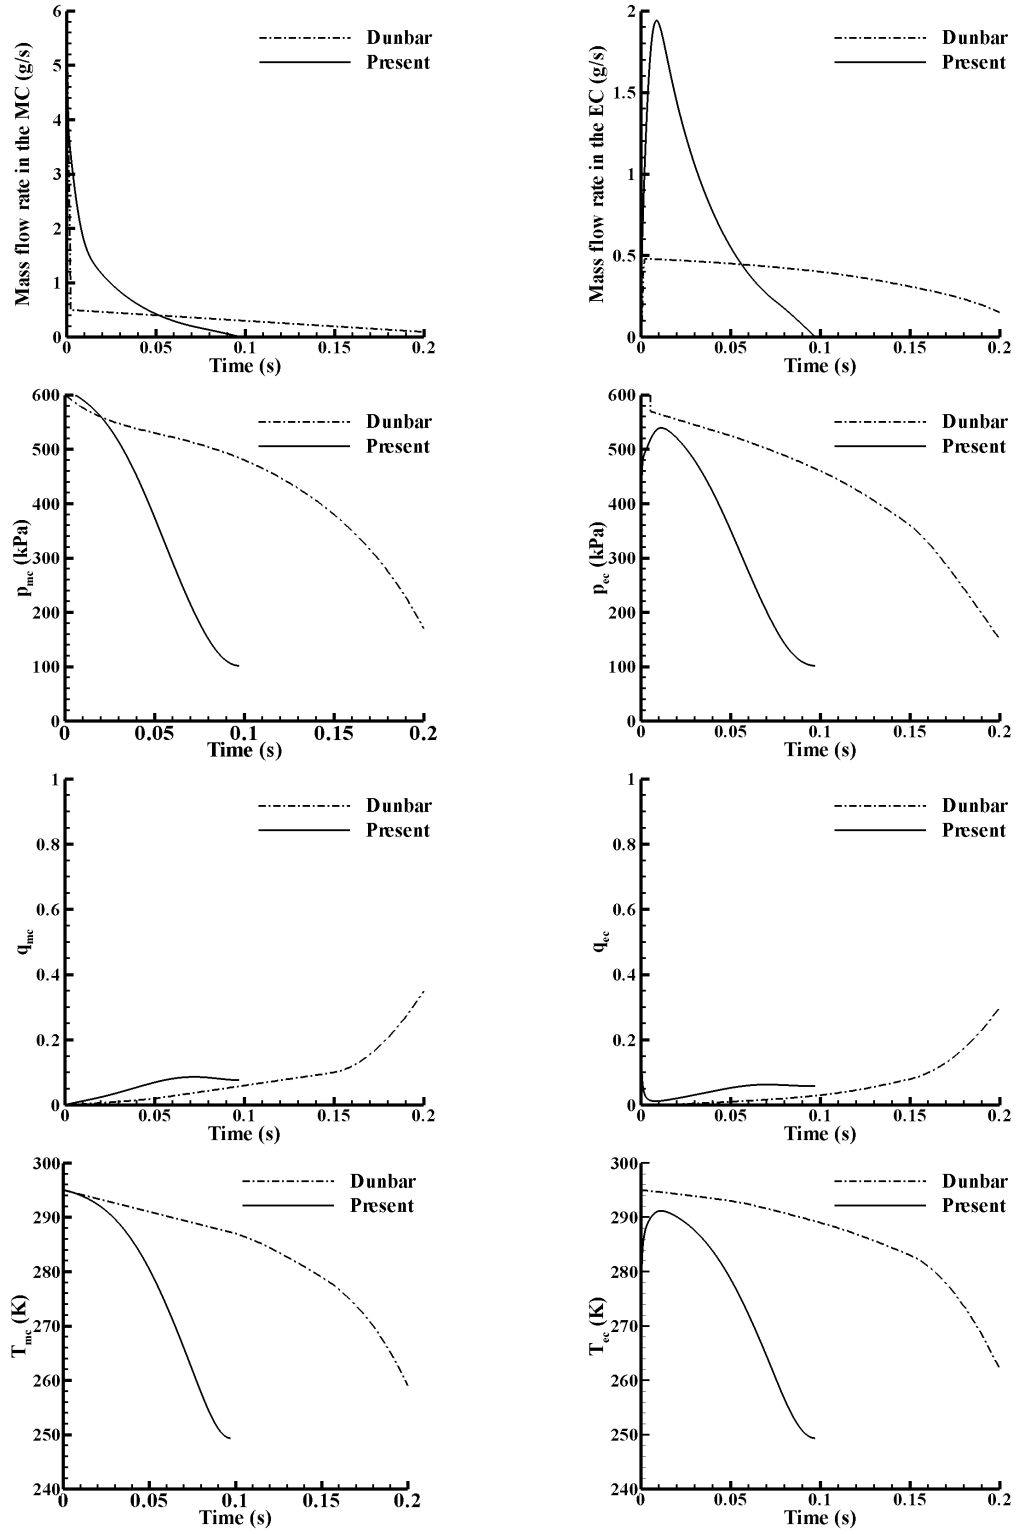 Mass flow rate in the MC (g/s)
6
5
4
3
2
1
0
Dunbar
Present
0 0.05 0.1 0.15 0.2
Time (s)
Mass flow rate in the EC (g/s)
2
1.5
1
0.5
0
Dunbar
Present
0 0.05 0.1 0.15 0.2
Time (s)
p_mc (kPa)
600
500
400
300
200
100
0
Dunbar
Present
0 0.05 0.1 0.15 0.2
Time (s)
p_ec (kPa)
600
500
400
300
200
100
0
Dunbar
Present
0 0.05 0.1 0.15 0.2
Time (s)
q_mc
1
0.8
0.6
0.4
0.2
0
Dunbar
Present
0 0.05 0.1 0.15 0.2
Time (s)
q_ec
1
0.8
0.6
0.4
0.2
0
Dunbar
Present
0 0.05 0.1 0.15 0.2
Time (s)
T_mc (K)
300
290
280
270
260
250
240
Dunbar
Present
0 0.05 0.1 0.15 0.2
Time (s)
T_ec (K)
300
290
280
270
260
250
240
Dunbar
Present
0 0.05 0.1 0.15 0.2
Time (s)